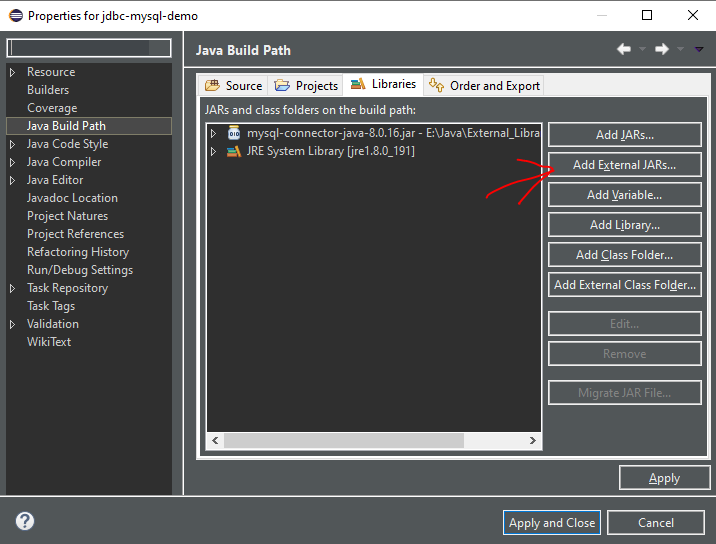 Properties for jdbc-mysql-demo
Java Build Path
Resource
Builders
Coverage
Java Build Path
Java Code Style
Java Compiler
Java Editor
Javadoc Location
Project Natures
Project References
Refactoring History
Run/Debug Settings
Task Repository
Task Tags
Validation
WikiText
Source Projects Libraries Order and Export
JARs and class folders on the build path:
mysql-connector-java-8.0.16.jar - E:\Java\External_Libra
JRE System Library [jre1.8.0_191]
Add JARs...
Add External JARs...
Add Variable...
Add Library...
Add Class Folder...
Add External Class Folder...
Edit...
Remove
Migrate JAR File...
Apply
Apply and Close Cancel